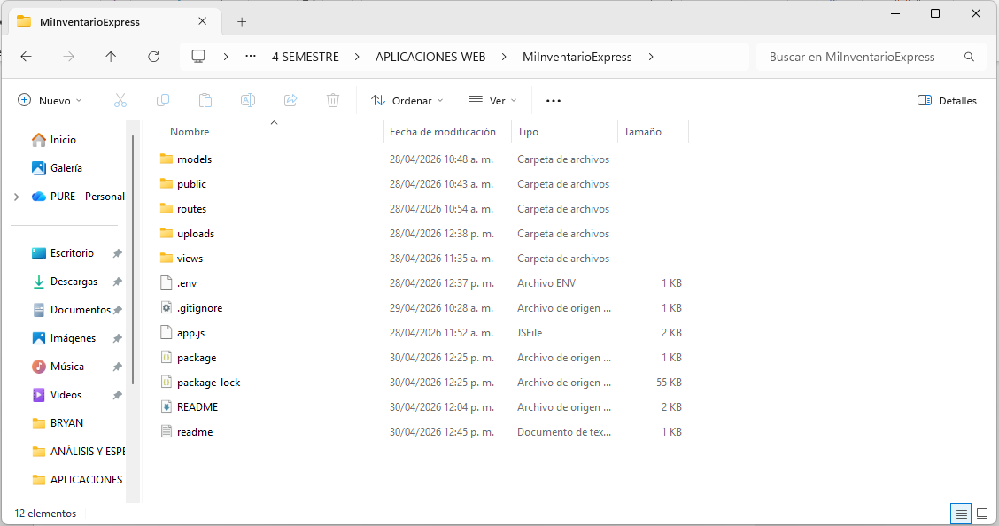 MiInventarioExpress
4 SEMESTRE APLICACIONES WEB MiInventarioExpress Buscar en MiInventarioExpress
Nuevo Ordenar Ver Detalles
Nombre Fecha de modificación Tipo Tamaño
Inicio
Galería
PURE - Personal
Escritorio
Descargas
Documentos
Imágenes
Música
Videos
BRYAN
ANÁLISIS Y ESPE
APLICACIONES
models 28/04/2026 10:48 a. m. Carpeta de archivos
public 28/04/2026 10:43 a. m. Carpeta de archivos
routes 28/04/2026 10:54 a. m. Carpeta de archivos
uploads 28/04/2026 12:38 p. m. Carpeta de archivos
views 28/04/2026 11:35 a. m. Carpeta de archivos
.env 28/04/2026 12:37 p. m. Archivo ENV 1 KB
.gitignore 29/04/2026 10:28 a. m. Archivo de origen ... 1 KB
app.js 28/04/2026 11:52 a. m. JSFile 2 KB
package 30/04/2026 12:25 p. m. Archivo de origen ... 1 KB
package-lock 30/04/2026 12:25 p. m. Archivo de origen ... 55 KB
README 30/04/2026 12:04 p. m. Archivo de origen ... 2 KB
readme 30/04/2026 12:45 p. m. Documento de tex... 1 KB
12 elementos